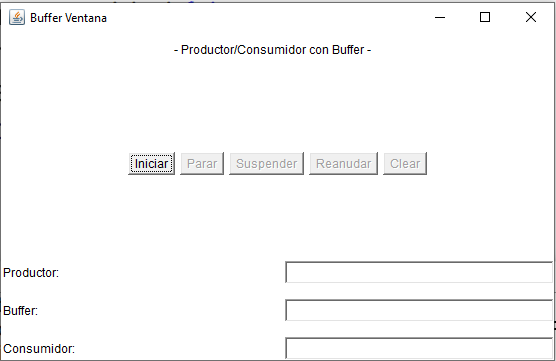 Buffer Ventana
- Productor/Consumidor con Buffer -
Iniciar Parar Suspender Reanudar Clear
Productor:
Buffer:
Consumidor: